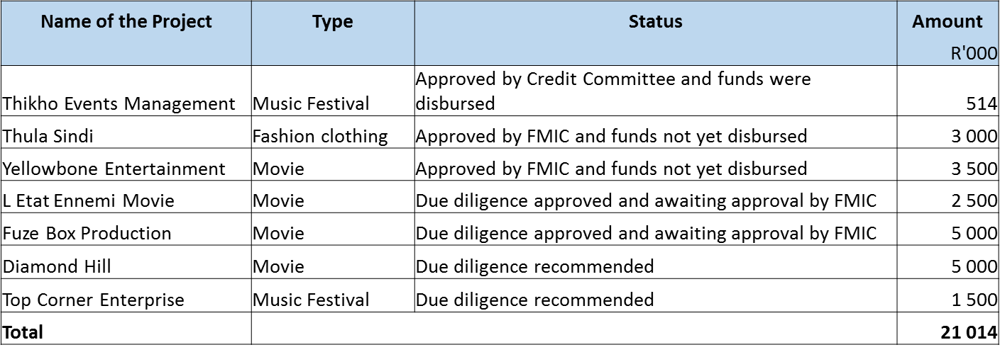 Name of the Project Type Status Amount
R'000
Approved by Credit Committee and funds were
Thikho Events Management Music Festival disbursed 514
Thula Sindi Fashion clothing Approved by FMIC and funds not yet disbursed 3 000
Yellowbone Entertainment Movie Approved by FMIC and funds not yet disbursed 3 500
L Etat Ennemi Movie Movie Due diligence approved and awaiting approval by FMIC 2 500
Fuze Box Production Movie Due diligence approved and awaiting approval by FMIC 5 000
Diamond Hill Movie Due diligence recommended 5 000
Top Corner Enterprise Music Festival Due diligence recommended 1 500
Total 21 014